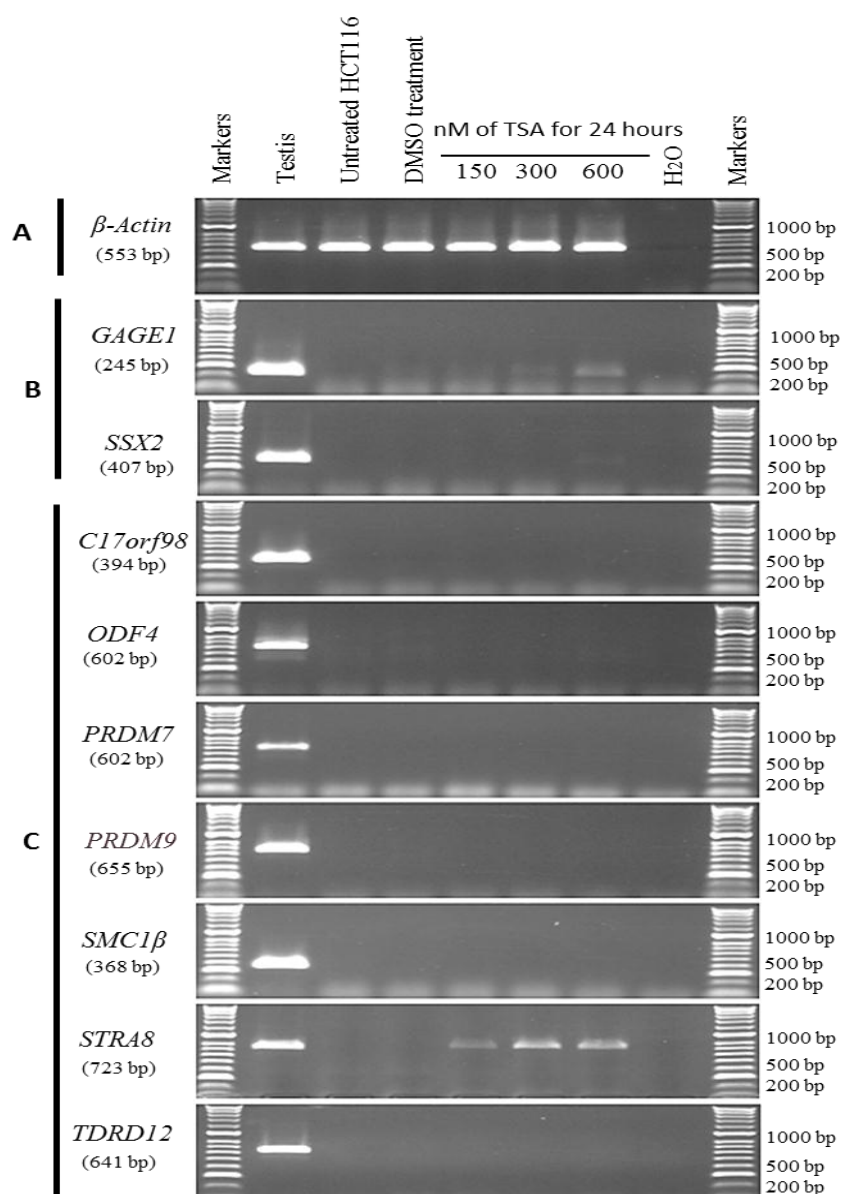 Markers
Testis
Untreated HCT116
DMSO treatment
nM of TSA for 24 hours
150 300 600
H2O
Markers
A
β-Actin
(553 bp)
1000 bp
500 bp
200 bp
B
GAGE1
(245 bp)
1000 bp
500 bp
200 bp
SSX2
(407 bp)
1000 bp
500 bp
200 bp
C
C17orf98
(394 bp)
1000 bp
500 bp
200 bp
ODF4
(602 bp)
1000 bp
500 bp
200 bp
PRDM7
(602 bp)
1000 bp
500 bp
200 bp
PRDM9
(655 bp)
1000 bp
500 bp
200 bp
SMC1β
(368 bp)
1000 bp
500 bp
200 bp
STRA8
(723 bp)
1000 bp
500 bp
200 bp
TDRD12
(641 bp)
1000 bp
500 bp
200 bp